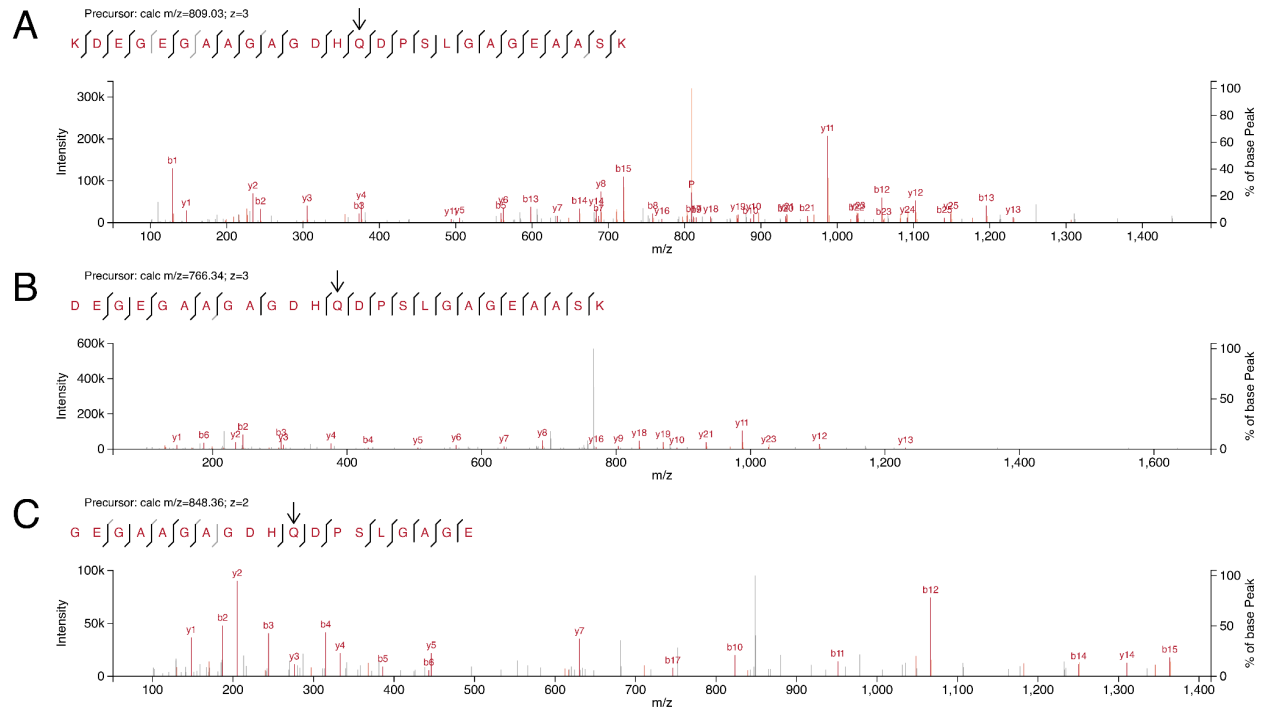 A
Precursor: calc m/z=809.03; z=3
K D E G E G A A G A G D H Q D P S L G A G E A A S K
300k
200k
100k
0
Intensity
100
80
60
40
20
0
% of base Peak
b1
y1
y2
b2
y3
b3
y4
y11
y5
b5
y6
b13
y7
b14
y14
b7
y8
b15
b8
y16
P
y18
y19
y10
b21
y11
b12
b23
y24
y12
b25
y25
b13
y13
100 200 300 400 500 600 700 800 900 1,000 1,100 1,200 1,300 1,400
m/z
B
Precursor: calc m/z=766.34; z=3
D E G E G A A G A G D H Q D P S L G A G E A A S K
600k
400k
200k
0
Intensity
100
50
0
% of base Peak
y1 b6 y2 b2 b3 y3 y4 b4 y5 y6 y7 y8 y16 y9 y18 y19 y10 y21 y11 y23 y12 y13
200 400 600 800 1,000 1,200 1,400 1,600
m/z
C
Precursor: calc m/z=848.36; z=2
G E G A A G A G D H Q D P S L G A G E
100k
50k
0
Intensity
100
50
0
% of base Peak
y1 b2 y2 b3 y3 b4 y4 b5 b6 y5 y7 b17 b10 b11 b12 b14 y14 b15
100 200 300 400 500 600 700 800 900 1,000 1,100 1,200 1,300 1,400
m/z